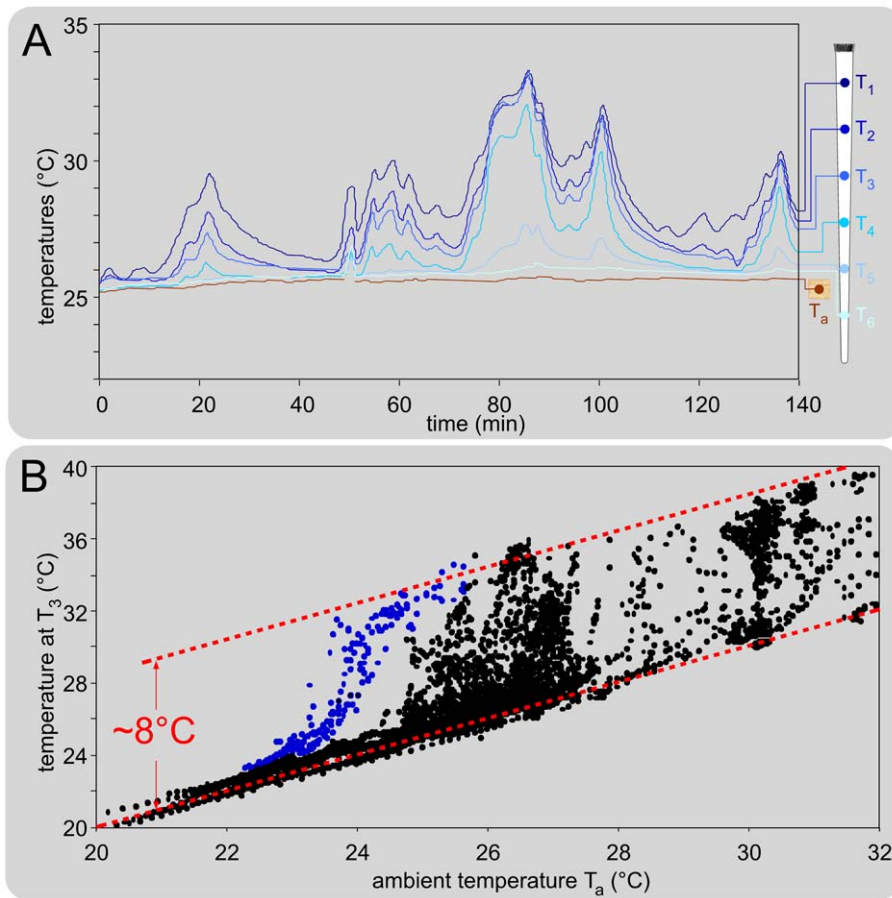 A
35
30
25
temperatures (°C)
0 20 40 60 80 100 120 140
time (min)
T1
T2
T3
T4
T5
T6
Ta
B
40
36
32
28
24
20
temperature at T3 (°C)
~8°C
20 22 24 26 28 30 32
ambient temperature Ta (°C)